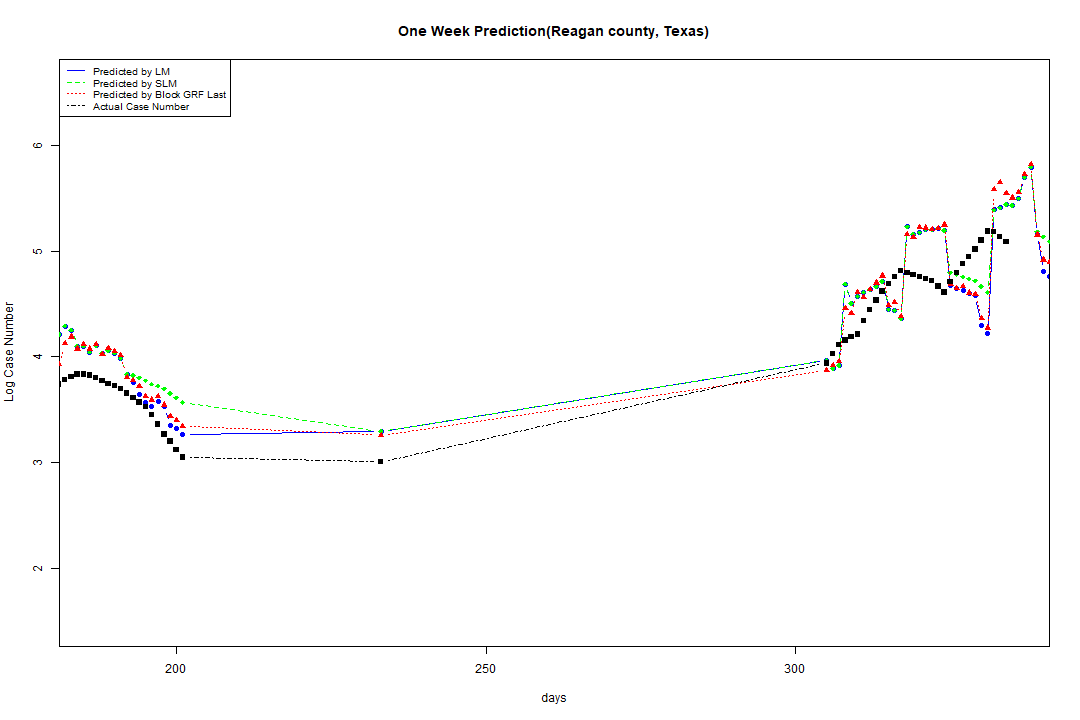 One Week Prediction(Reagan county, Texas)
Predicted by LM
Predicted by SLM
Predicted by Block GRF Last
Actual Case Number
6
5
4
3
2
Log Case Number
200
250
300
days